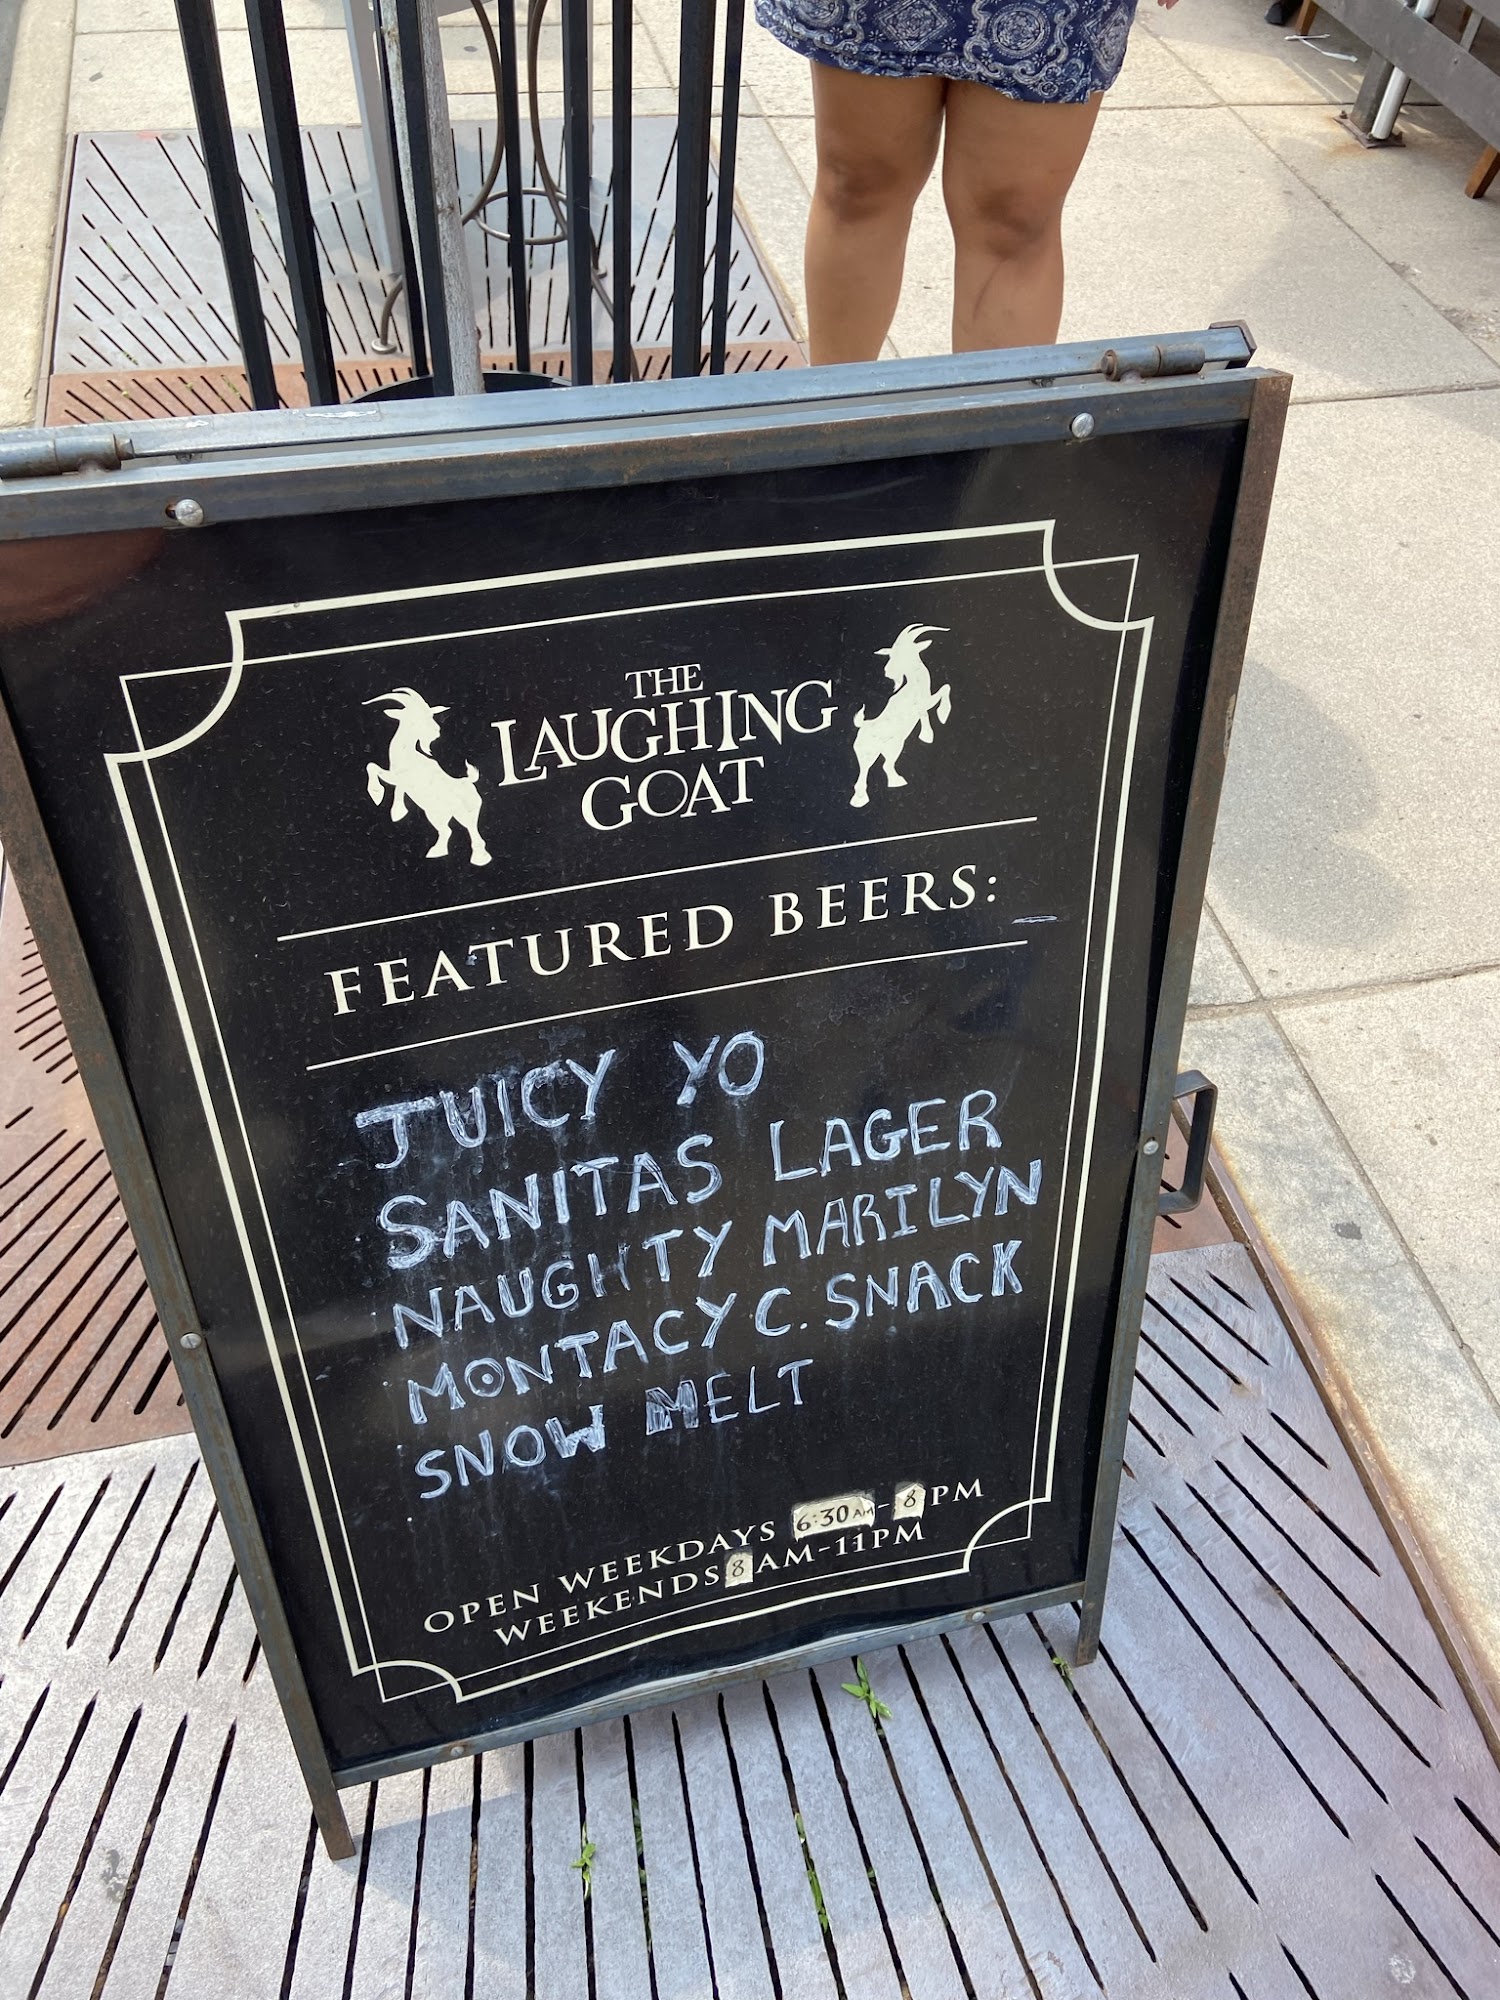 THE
LAUGHING
GOAT
FEATURED BEERS:
JUICY YO
SANITAS LAGER
NAUGHTY MARILYN
MONTACY C. SNACK
SNOW MELT
OPEN WEEKDAYS 6:30AM-8PM
WEEKENDS 8AM-11PM